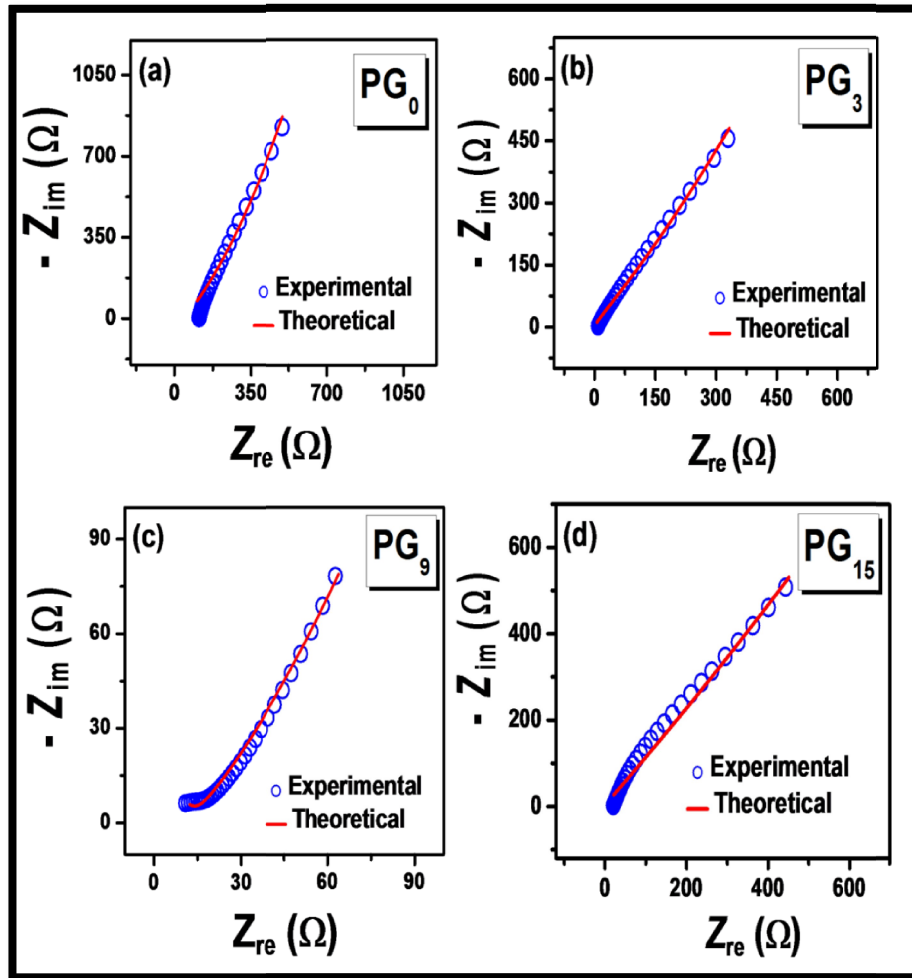 (a)
PG0
- Zim (Ω)
1050
700
350
0
Experimental
Theoretical
0 350 700 1050
Zre (Ω)
(b)
PG3
- Zim (Ω)
600
450
300
150
0
Experimental
Theoretical
0 150 300 450 600
Zre (Ω)
(c)
PG9
- Zim (Ω)
90
60
30
0
Experimental
Theoretical
0 30 60 90
Zre (Ω)
(d)
PG15
- Zim (Ω)
600
400
200
0
Experimental
Theoretical
0 200 400 600
Zre (Ω)